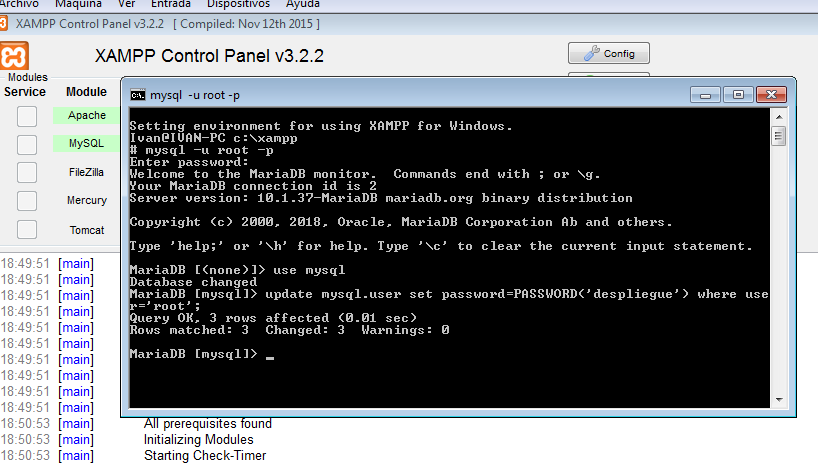 Archivo Máquina Ver Entrada Dispositivos Ayuda
XAMPP Control Panel v3.2.2 [ Compiled: Nov 12th 2015 ]
XAMPP Control Panel v3.2.2
Config
Modules
Service Module
Apache
MySQL
FileZilla
Mercury
Tomcat
mysql -u root -p
Setting environment for using XAMPP for Windows.
Ivan@IVAN-PC c:\xampp
# mysql -u root -p
Enter password:
Welcome to the MariaDB monitor. Commands end with ; or \g.
Your MariaDB connection id is 2
Server version: 10.1.37-MariaDB mariadb.org binary distribution
Copyright (c) 2000, 2018, Oracle, MariaDB Corporation Ab and others.
Type 'help;' or '\h' for help. Type '\c' to clear the current input statement.
MariaDB [(none)]> use mysql
Database changed
MariaDB [mysql]> update mysql.user set password=PASSWORD('despliegue') where use
r='root';
Query OK, 3 rows affected (0.01 sec)
Rows matched: 3 Changed: 3 Warnings: 0
MariaDB [mysql]> _
18:49:51 [main]
18:49:51 [main]
18:49:51 [main]
18:49:51 [main]
18:49:51 [main]
18:49:51 [main]
18:49:51 [main]
18:49:51 [main]
18:49:51 [main]
18:49:51 [main]
18:50:53 [main] All prerequisites found
18:50:53 [main] Initializing Modules
18:50:53 [main] Starting Check-Timer